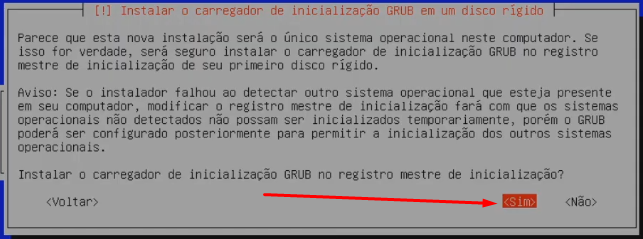 [!] Instalar o carregador de inicialização GRUB em um disco rígido
Parece que esta nova instalação será o único sistema operacional neste computador. Se
isso for verdade, será seguro instalar o carregador de inicialização GRUB no registro
mestre de inicialização de seu primeiro disco rígido.
Aviso: Se o instalador falhou ao detectar outro sistema operacional que esteja presente
em seu computador, modificar o registro mestre de inicialização fará com que os sistemas
operacionais não detectados não possam ser inicializados temporariamente, porém o GRUB
poderá ser configurado posteriormente para permitir a inicialização dos outros sistemas
operacionais.
Instalar o carregador de inicialização GRUB no registro mestre de inicialização?
<Voltar> <Sim> <Não>